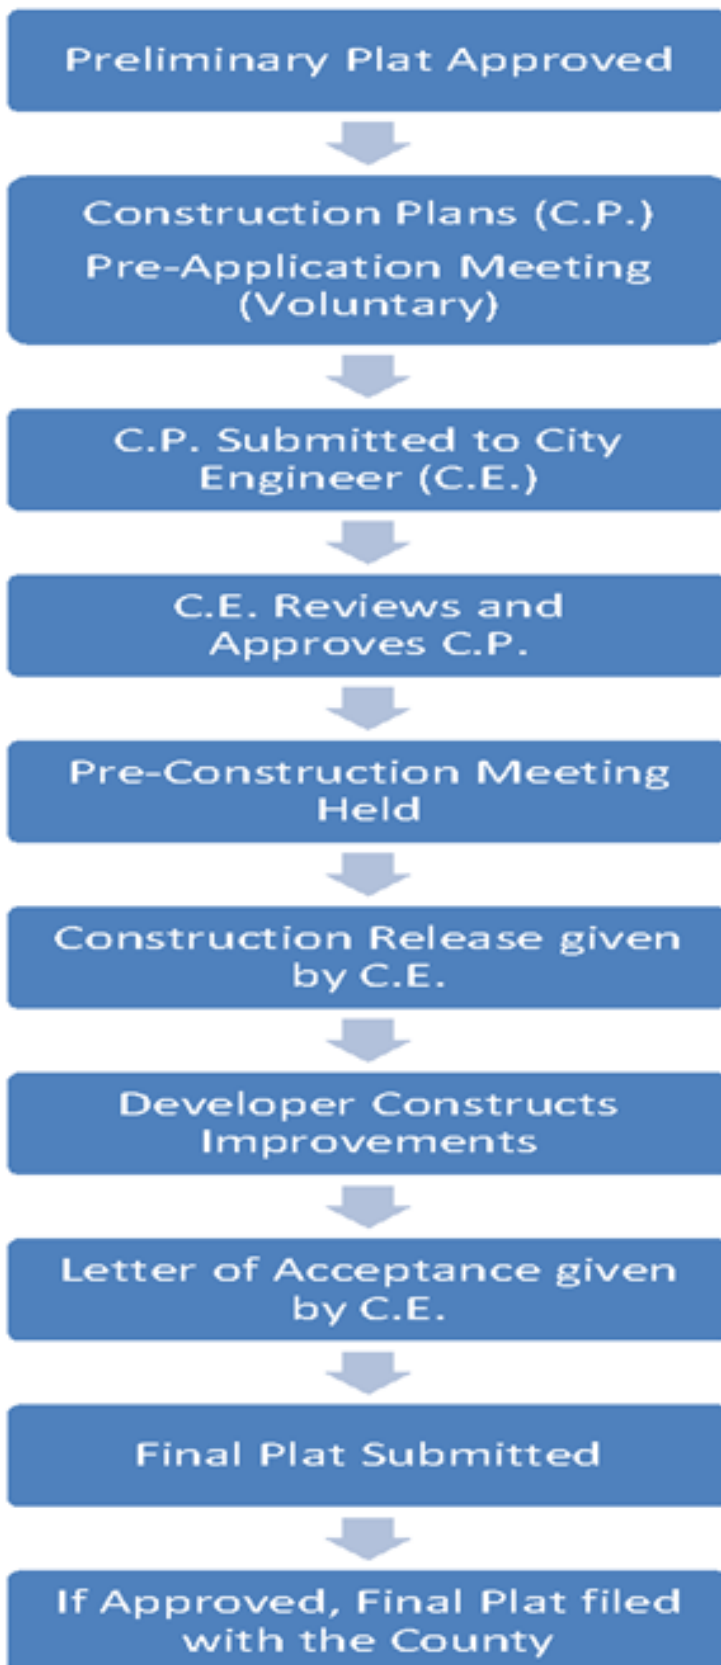 Preliminary Plat Approved
Construction Plans (C.P.)
Pre-Application Meeting
(Voluntary)
C.P. Submitted to City
Engineer (C.E.)
C.E. Reviews and
Approves C.P.
Pre-Construction Meeting
Held
Construction Release given
by C.E.
Developer Constructs
Improvements
Letter of Acceptance given
by C.E.
Final Plat Submitted
If Approved, Final Plat filed
with the County